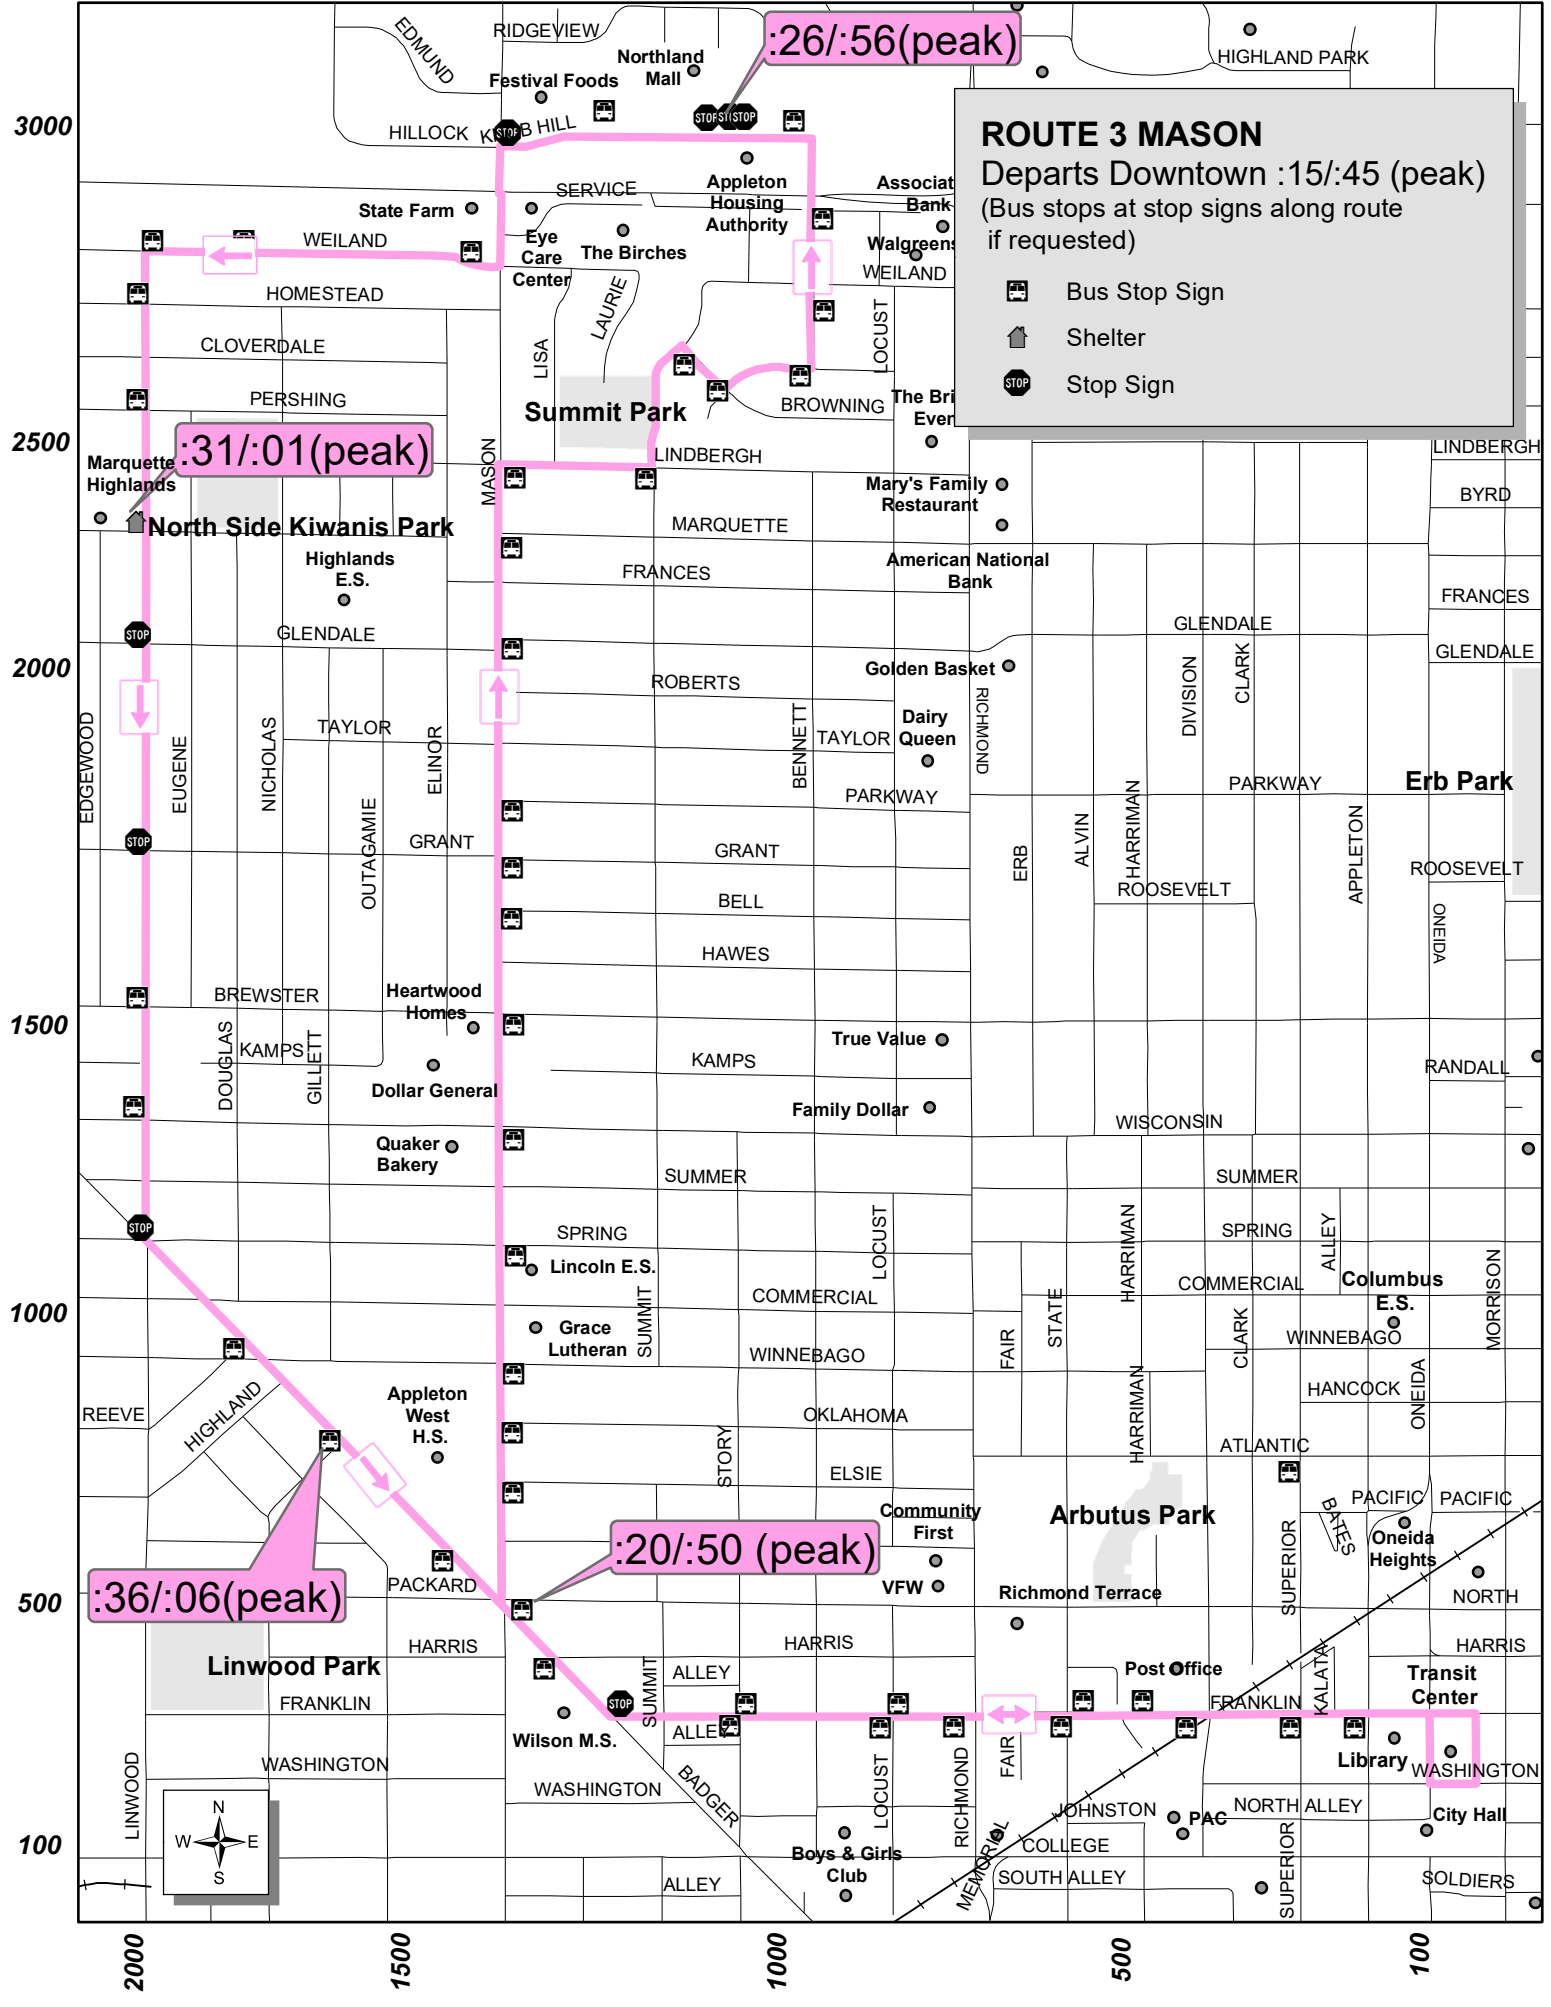 RIDGEVIEW
EDMUND
Northland
Mall
:26/:56(peak)
HIGHLAND PARK
Festival Foods
3000
HILLOCK
HILL
STOP
STOP
STOP
ROUTE 3 MASON
Departs Downtown :15/:45 (peak)
(Bus stops at stop signs along route
if requested)
Bus Stop Sign
Shelter
STOP
Stop Sign
SERVICE
Appleton
Housing
Authority
Bank
State Farm
Eye
Care
Center
The Birches
Walgreens
WEILAND
WEILAND
HOMESTEAD
LAURIE
LOCUST
CLOVERDALE
LISA
PERSHING
Summit Park
BROWNING
The
2500
:31/:01(peak)
Marquette
Highlands
MASON
LINDBERGH
LINDBERGH
Mary's Family
Restaurant
BYRD
North Side Kiwanis Park
MARQUETTE
Highlands
E.S.
FRANCES
American National
Bank
FRANCES
STOP
GLENDALE
GLENDALE
GLENDALE
2000
ROBERTS
Golden Basket
RICHMOND
DIVISION
CLARK
EDGEWOOD
EUGENE
NICHOLAS
TAYLOR
ELINOR
BENNETT
TAYLOR
Dairy
Queen
PARKWAY
PARKWAY
Erb Park
OUTAGAMIE
STOP
GRANT
GRANT
ERB
ALVIN
HARRIMAN
APPLETON
ROOSEVELT
ROOSEVELT
BELL
ONEIDA
HAWES
BREWSTER
Heartwood
Homes
1500
DOUGLAS
KAMPS
GILLETT
KAMPS
True Value
RANDALL
Dollar General
Family Dollar
WISCONSIN
Quaker
Bakery
SUMMER
SUMMER
STOP
SPRING
LOCUST
HARRIMAN
SPRING
ALLEY
Lincoln E.S.
COMMERCIAL
COMMERCIAL
Columbus
E.S.
MORRISON
1000
SUMMIT
STATE
Grace
Lutheran
WINNEBAGO
FAIR
CLARK
WINNEBAGO
REEVE
HIGHLAND
Appleton
West
H.S.
OKLAHOMA
HARRIMAN
HANCOCK
ONEIDA
STORY
ELSIE
ATLANTIC
Community
First
Arbutus Park
SUPERIOR
BATES
PACIFIC
PACIFIC
Oneida
Heights
:20/:50 (peak)
:36/:06(peak)
PACKARD
VFW
Richmond Terrace
NORTH
500
HARRIS
HARRIS
HARRIS
Linwood Park
SUMMIT
ALLEY
Post Office
KALATA
Transit
Center
FRANKLIN
STOP
FRANKLIN
Wilson M.S.
ALLEY
LINWOOD
WASHINGTON
WASHINGTON
BADGER
LOCUST
RICHMOND
FAIR
Library
WASHINGTON
N
W
E
S
JOHNSTON
PAC
NORTH ALLEY
City Hall
100
Boys & Girls
Club
MEMORIAL
COLLEGE
SUPERIOR
ALLEY
SOUTH ALLEY
SOLDIERS
2000
1500
1000
500
100